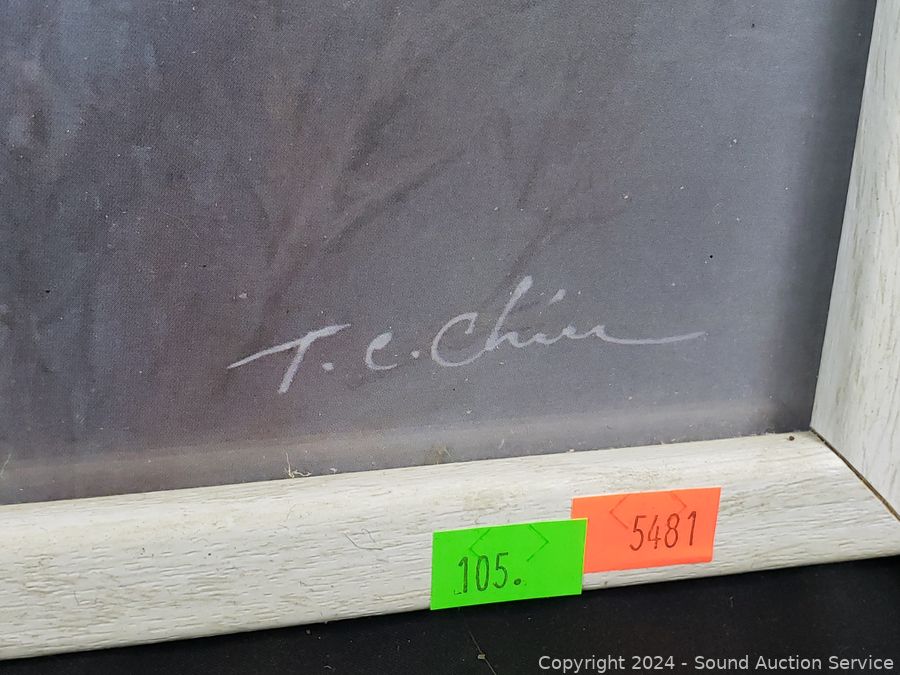 T. C. Chiu
105.
5481
Copyright © 2024 - Sound Auction Service